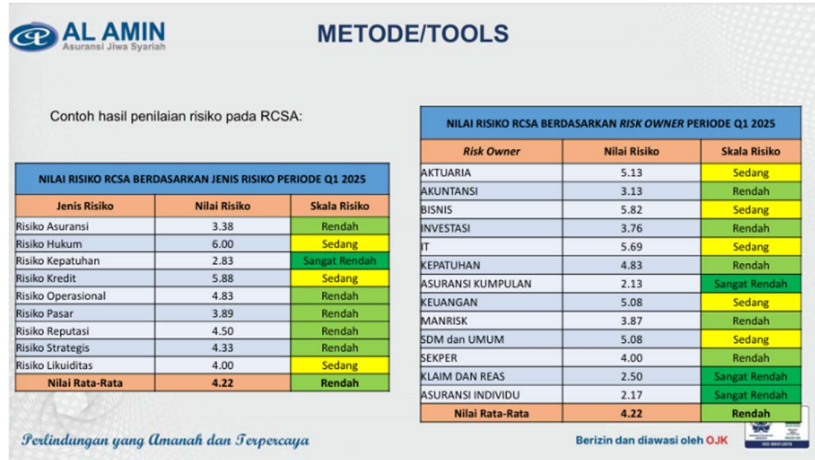 AL AMIN
Asuransi Jiwa Syariah
METODE/TOOLS
Contoh hasil penilaian risiko pada RCSA:
NILAI RISIKO RCSA BERDASARKAN JENIS RISIKO PERIODE Q1 2025
Jenis Risiko Nilai Risiko Skala Risiko
Risiko Asuransi 3.38 Rendah
Risiko Hukum 6.00 Sedang
Risiko Kepatuhan 2.83 Sangat Rendah
Risiko Kredit 5.88 Sedang
Risiko Operasional 4.83 Rendah
Risiko Pasar 3.89 Rendah
Risiko Reputasi 4.50 Rendah
Risiko Strategis 4.33 Rendah
Risiko Likuiditas 4.00 Sedang
Nilai Rata-Rata 4.22 Rendah
NILAI RISIKO RCSA BERDASARKAN RISK OWNER PERIODE Q1 2025
Risk Owner Nilai Risiko Skala Risiko
AKTUARIA 5.13 Sedang
AKUNTANSI 3.13 Rendah
BISNIS 5.82 Sedang
INVESTASI 3.76 Rendah
IT 5.69 Sedang
KEPATUHAN 4.83 Rendah
ASURANSI KUMPULAN 2.13 Sangat Rendah
KEUANGAN 5.08 Sedang
MANRISK 3.87 Rendah
SDM dan UMUM 5.08 Sedang
SEKPER 4.00 Rendah
KLAIM DAN REAS 2.50 Sangat Rendah
ASURANSI INDIVIDU 2.17 Sangat Rendah
Nilai Rata-Rata 4.22 Rendah
Perlindungan yang Amanah dan Terpercaya
Berizin dan diawasi oleh OJK